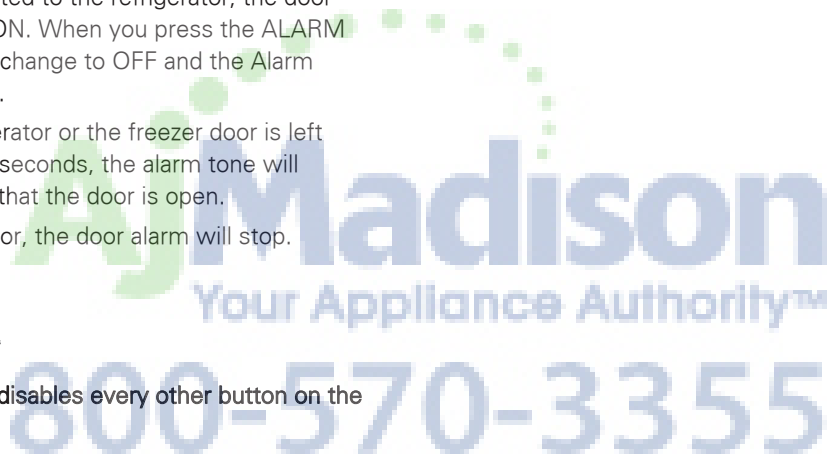 ted to the refrigerator, the door
ON. When you press the ALARM
change to OFF and the Alarm
.
rator or the freezer door is left
seconds, the alarm tone will
that the door is open.
or, the door alarm will stop.
AjMadison
Your Appliance Authority™
disables every other button on the
800-570-3355